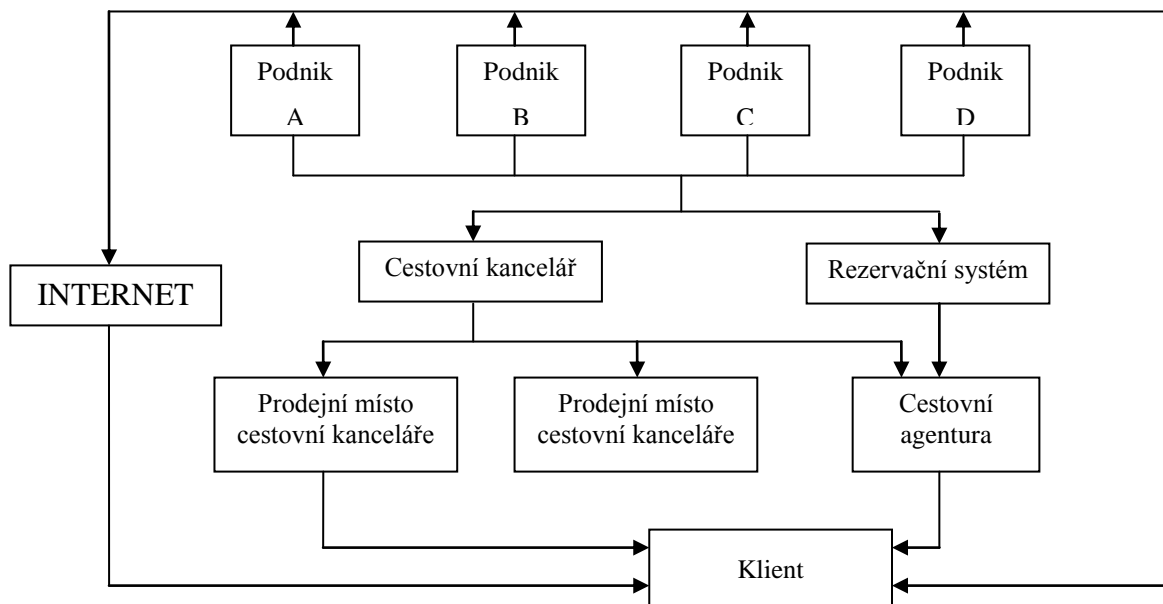 Podnik
A
Podnik
B
Podnik
C
Podnik
D
Cestovní kancelář
Rezervační systém
INTERNET
Prodejní místo
cestovní kanceláře
Prodejní místo
cestovní kanceláře
Cestovní
agentura
Klient